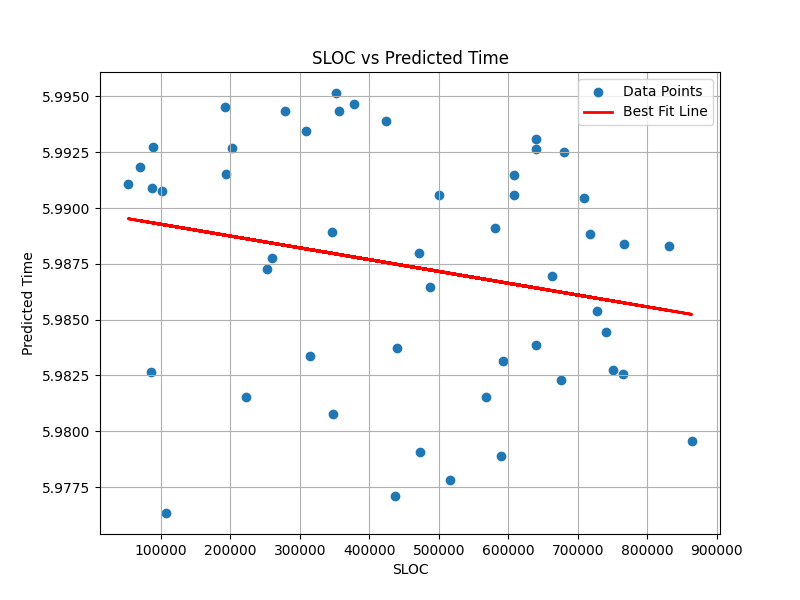 SLOC vs Predicted Time
Data Points
Best Fit Line
Predicted Time
5.9950
5.9925
5.9900
5.9875
5.9850
5.9825
5.9800
5.9775
100000 200000 300000 400000 500000 600000 700000 800000 900000
SLOC